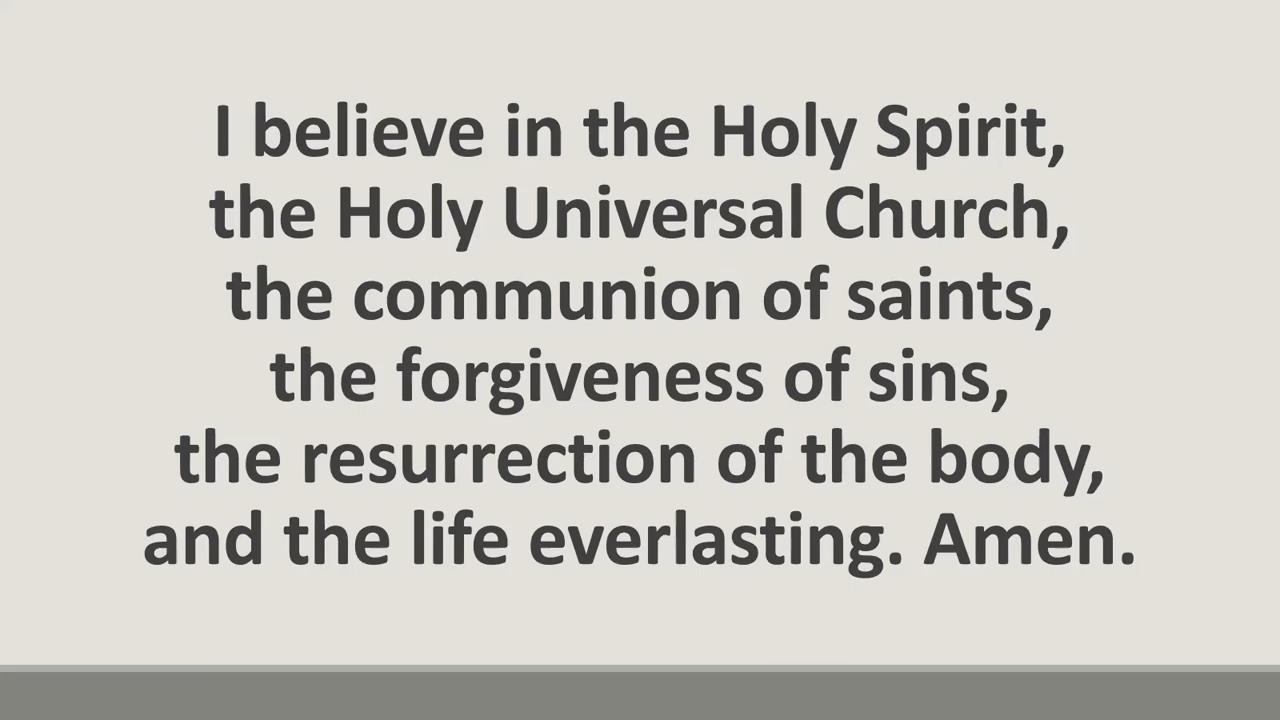 I believe in the Holy Spirit,
the Holy Universal Church,
the communion of saints,
the forgiveness of sins,
the resurrection of the body,
and the life everlasting. Amen.